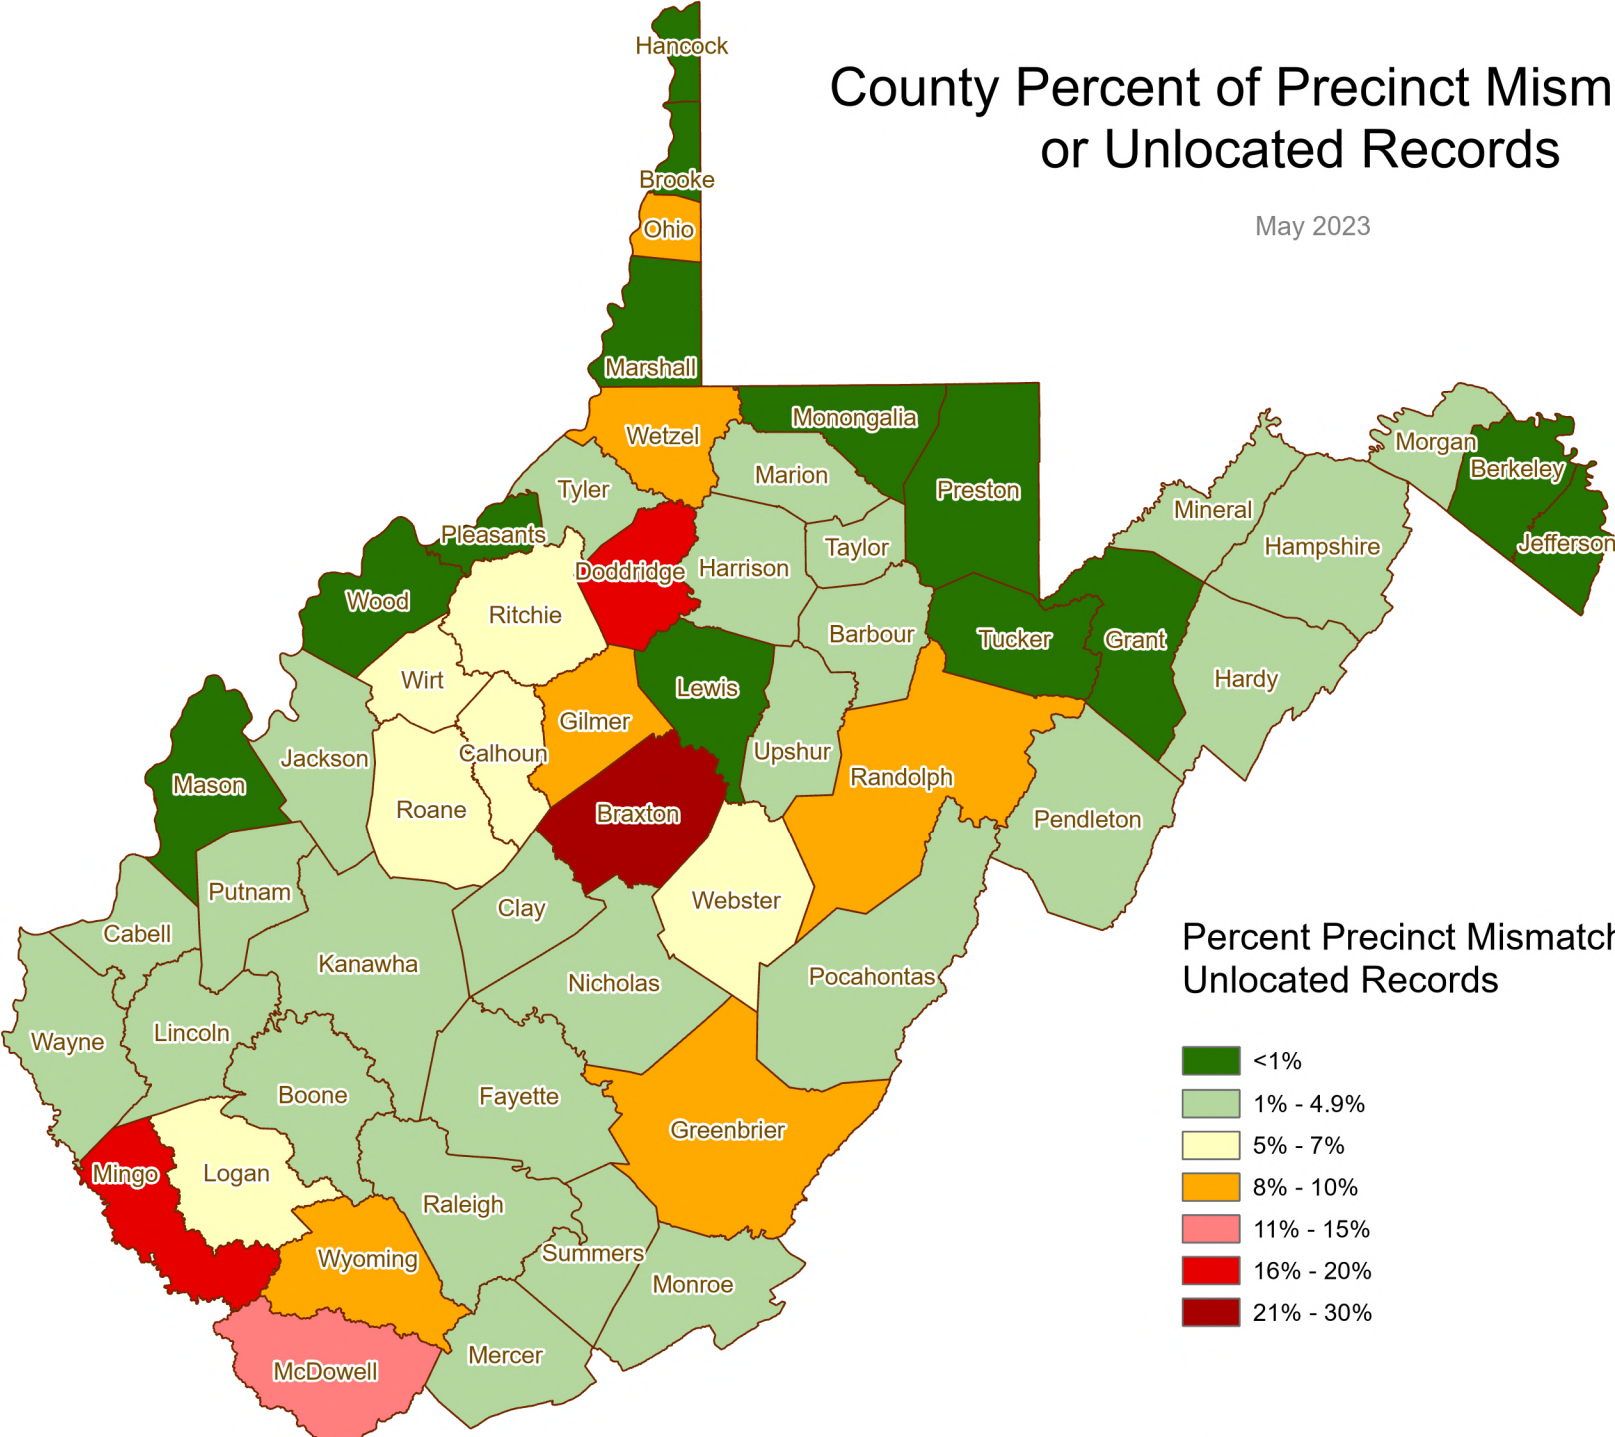 County Percent of Precinct Mism
or Unlocated Records
May 2023
Hancock
Brooke
Ohio
Marshall
Wetzel
Monongalia
Marion
Preston
Tyler
Pleasants
Doddridge
Harrison
Taylor
Morgan
Berkeley
Mineral
Hampshire
Jefferson
Wood
Ritchie
Barbour
Tucker
Grant
Hardy
Wirt
Lewis
Gilmer
Calhoun
Upshur
Randolph
Jackson
Mason
Roane
Braxton
Pendleton
Putnam
Clay
Webster
Cabell
Kanawha
Nicholas
Pocahontas
Wayne
Lincoln
Boone
Fayette
Greenbrier
Mingo
Logan
Raleigh
Wyoming
Summers
Monroe
McDowell
Mercer
Percent Precinct Mismatch
Unlocated Records
<1%
1% - 4.9%
5% - 7%
8% - 10%
11% - 15%
16% - 20%
21% - 30%